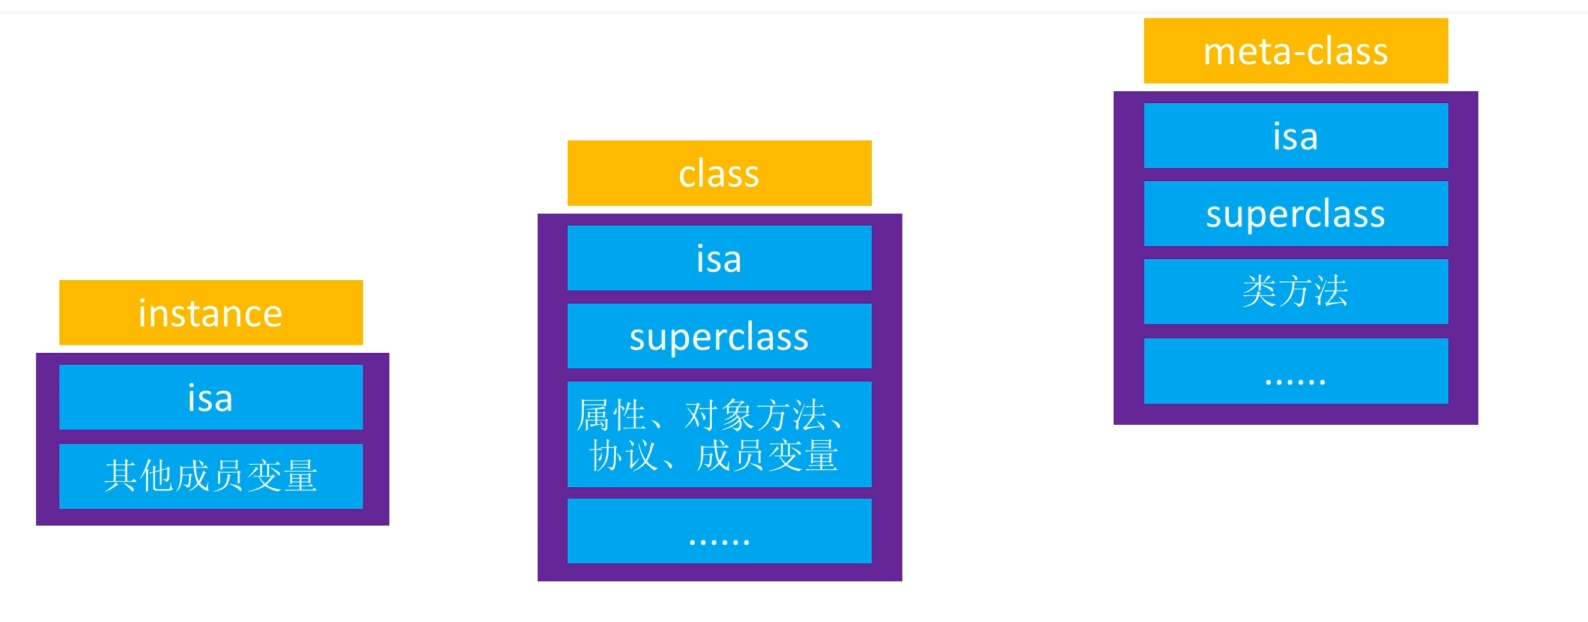 instance
isa
其他成员变量
class
isa
superclass
属性、对象方法、
协议、成员变量
......
meta-class
isa
superclass
类方法
......